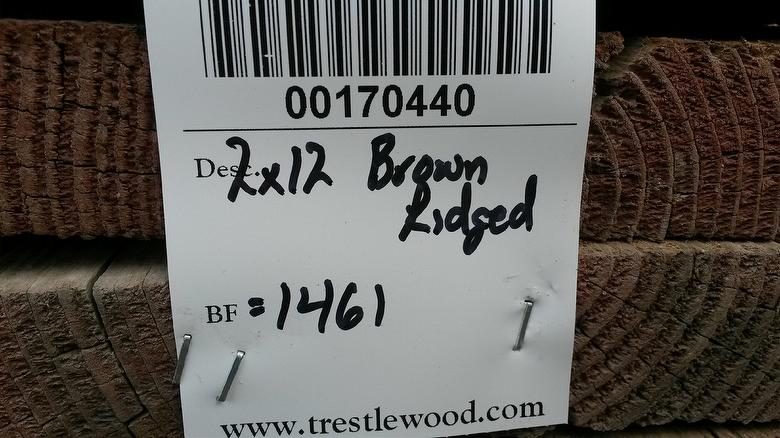 00170440
Desc. 2x12 Brown
Ridged
BF = 1461
www.trestlewood.com